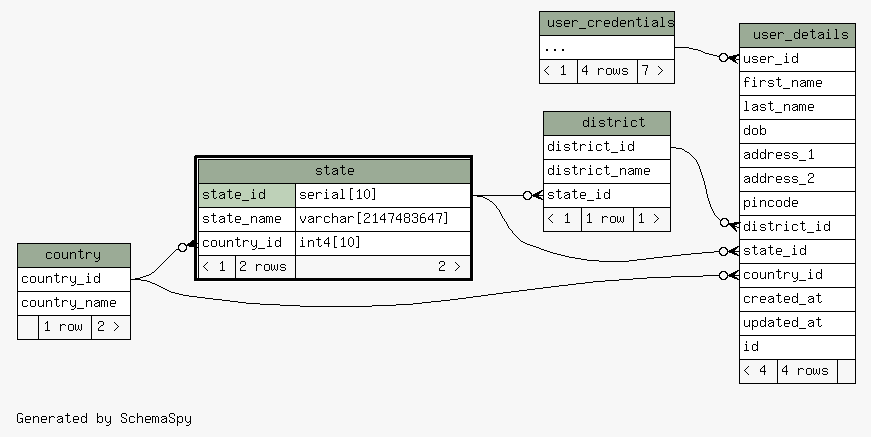 user_credentials
...
< 1 4 rows 7 >
user_details
user_id
first_name
last_name
dob
address_1
address_2
pincode
district_id
state_id
country_id
created_at
updated_at
id
< 4 4 rows
district
district_id
district_name
state_id
< 1 1 row 1 >
state
state_id serial[10]
state_name varchar[2147483647]
country_id int4[10]
< 1 2 rows 2 >
country
country_id
country_name
1 row 2 >
Generated by SchemaSpy